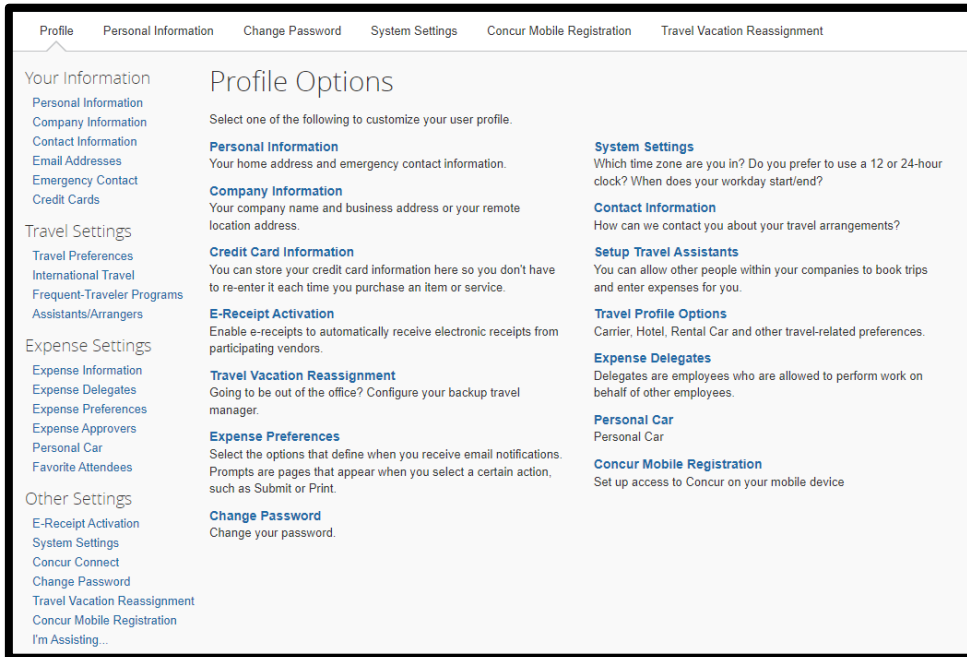 Profile Personal Information Change Password System Settings Concur Mobile Registration Travel Vacation Reassignment
Your Information
Personal Information
Company Information
Contact Information
Email Addresses
Emergency Contact
Credit Cards
Travel Settings
Travel Preferences
International Travel
Frequent-Traveler Programs
Assistants/Arrangers
Expense Settings
Expense Information
Expense Delegates
Expense Preferences
Expense Approvers
Personal Car
Favorite Attendees
Other Settings
E-Receipt Activation
System Settings
Concur Connect
Change Password
Travel Vacation Reassignment
Concur Mobile Registration
I'm Assisting...
Profile Options
Select one of the following to customize your user profile.
Personal Information
Your home address and emergency contact information.
Company Information
Your company name and business address or your remote
location address.
Credit Card Information
You can store your credit card information here so you don't have
to re-enter it each time you purchase an item or service.
E-Receipt Activation
Enable e-receipts to automatically receive electronic receipts from
participating vendors.
Travel Vacation Reassignment
Going to be out of the office? Configure your backup travel
manager.
Expense Preferences
Select the options that define when you receive email notifications.
Prompts are pages that appear when you select a certain action,
such as Submit or Print.
Change Password
Change your password.
System Settings
Which time zone are you in? Do you prefer to use a 12 or 24-hour
clock? When does your workday start/end?
Contact Information
How can we contact you about your travel arrangements?
Setup Travel Assistants
You can allow other people within your companies to book trips
and enter expenses for you.
Travel Profile Options
Carrier, Hotel, Rental Car and other travel-related preferences.
Expense Delegates
Delegates are employees who are allowed to perform work on
behalf of other employees.
Personal Car
Personal Car
Concur Mobile Registration
Set up access to Concur on your mobile device